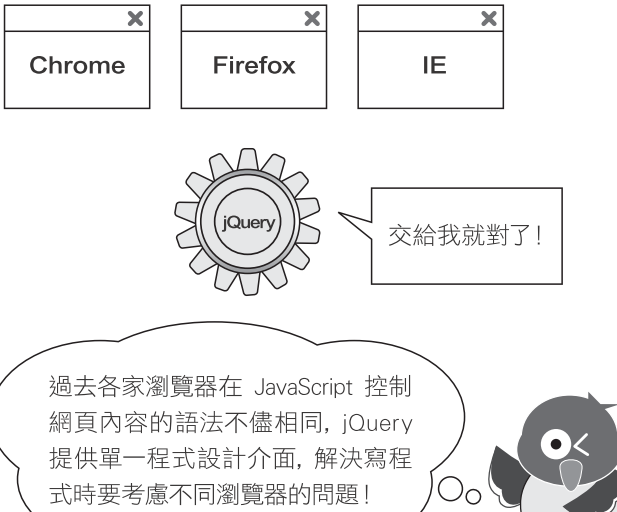 Chrome
Firefox
IE
jQuery
交給我就對了!
過去各家瀏覽器在 JavaScript 控制
網頁內容的語法不儘相同, jQuery
提供單一程式設計介面, 解決寫程
式時要考慮不同瀏覽器的問題!